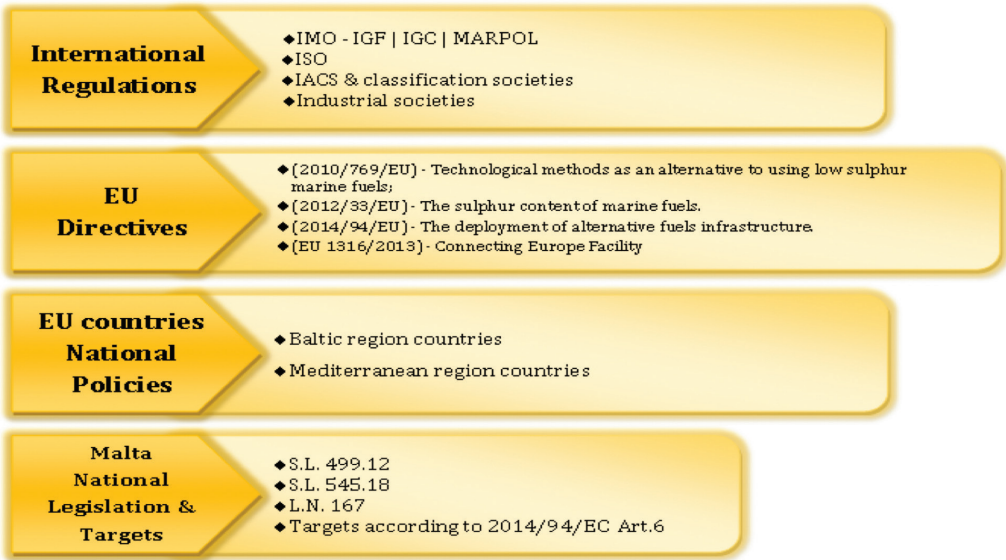 International
Regulations
◆IMO - IGF | IGC | MARPOL
◆ISO
◆IACS & classification societies
◆Industrial societies
EU
Directives
◆(2010/769/EU) - Technological methods as an alternative to using low sulphur
marine fuels;
◆(2012/33/EU) - The sulphur content of marine fuels.
◆(2014/94/EU) - The deployment of alternative fuels infrastructure.
◆(EU 1316/2013) - Connecting Europe Facility
EU countries
National
Policies
◆Baltic region countries
◆Mediterranean region countries
Malta
National
Legislation &
Targets
◆S.L. 499.12
◆S.L. 545.18
◆L.N. 167
◆Targets according to 2014/94/EC Art.6